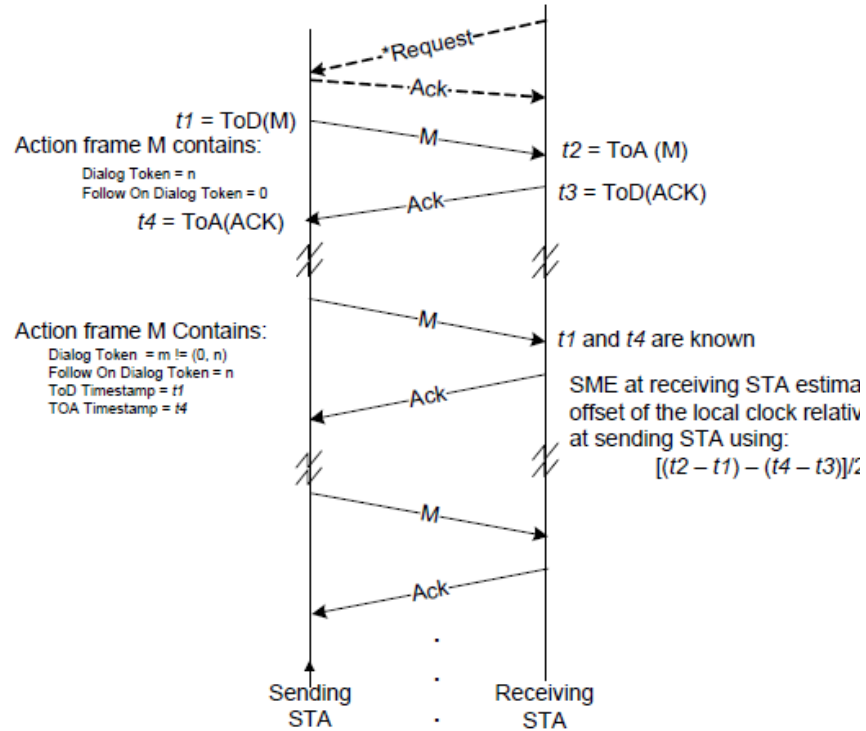 *Request
Ack
t1 = ToD(M)
M
Action frame M contains:
t2 = ToA (M)
Dialog Token = n
Follow On Dialog Token = 0
t3 = ToD(ACK)
Ack
t4 = ToA(ACK)
M
Action frame M Contains:
t1 and t4 are known
Dialog Token = m != (0, n)
Follow On Dialog Token = n
ToD Timestamp = t1
TOA Timestamp = t4
Ack
SME at receiving STA estima
offset of the local clock relativ
at sending STA using:
[(t2 – t1) – (t4 – t3)]/2
M
Ack
Sending
STA
Receiving
STA